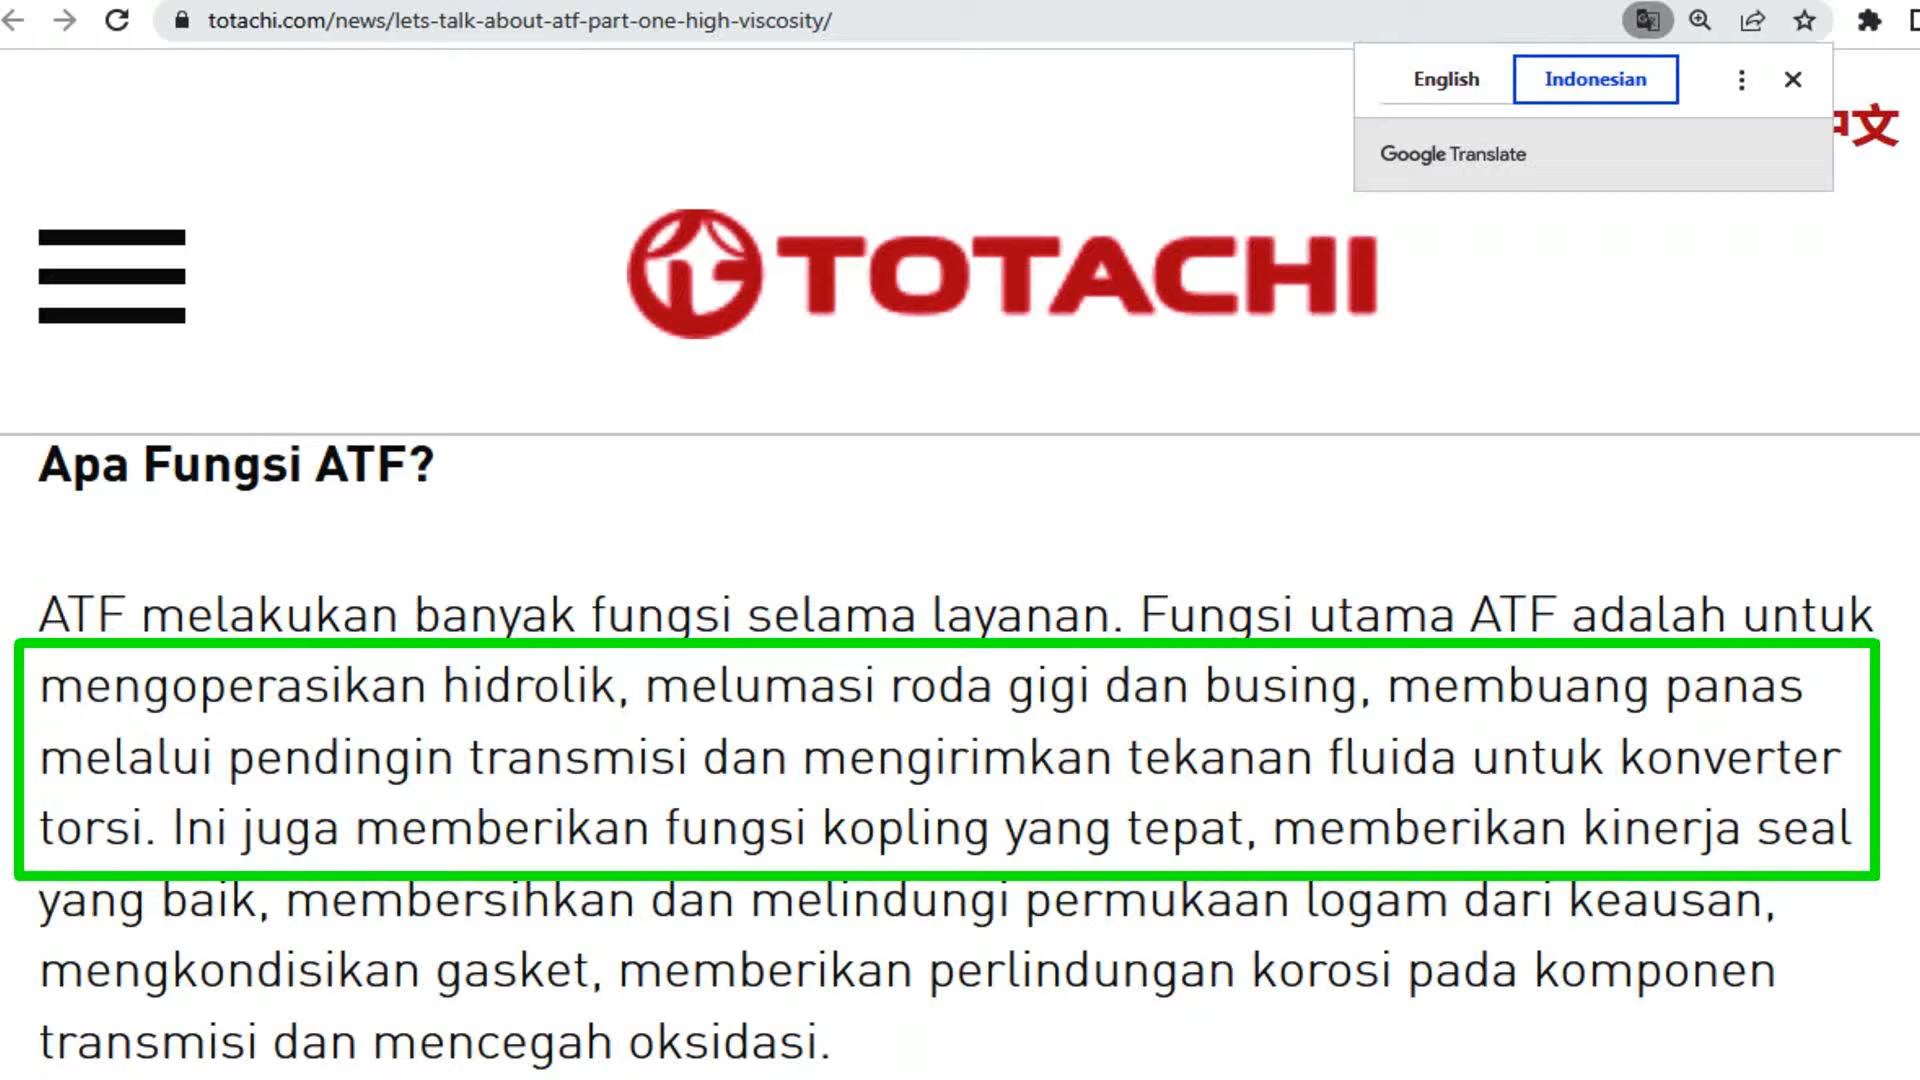 totachi.com/news/lets-talk-about-atf-part-one-high-viscosity/
English
Indonesian
Google Translate
中文
TOTACHI
Apa Fungsi ATF?
ATF melakukan banyak fungsi selama layanan. Fungsi utama ATF adalah untuk
mengoperasikan hidrolik, melumasi roda gigi dan busing, membuang panas
melalui pendingin transmisi dan mengirimkan tekanan fluida untuk konverter
torsi. Ini juga memberikan fungsi kopling yang tepat, memberikan kinerja seal
yang baik, membersihkan dan melindungi permukaan logam dari keausan,
mengkondisikan gasket, memberikan perlindungan korosi pada komponen
transmisi dan mencegah oksidasi.